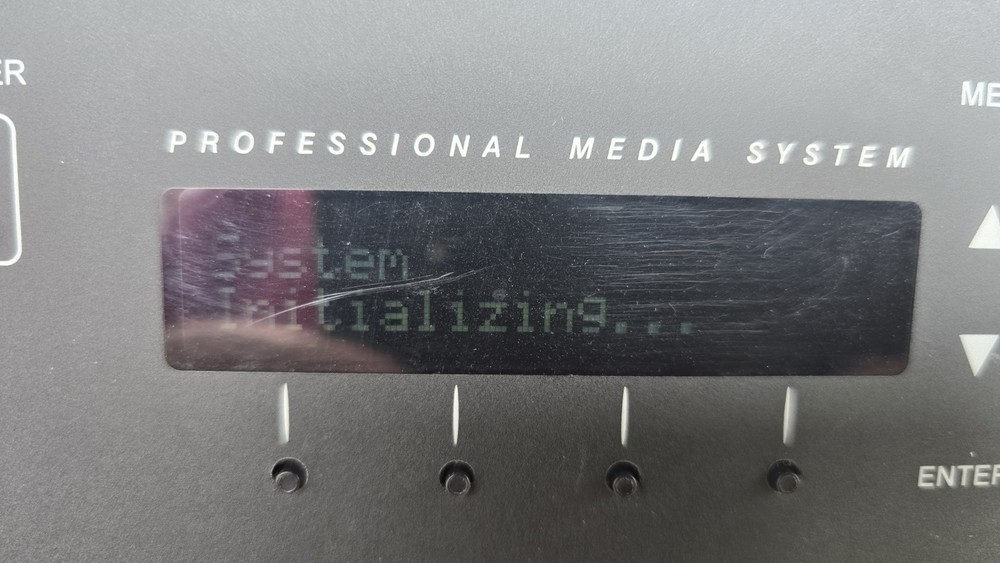 ER
ME
PROFESSIONAL MEDIA SYSTEM
System
Initializing...
ENTER